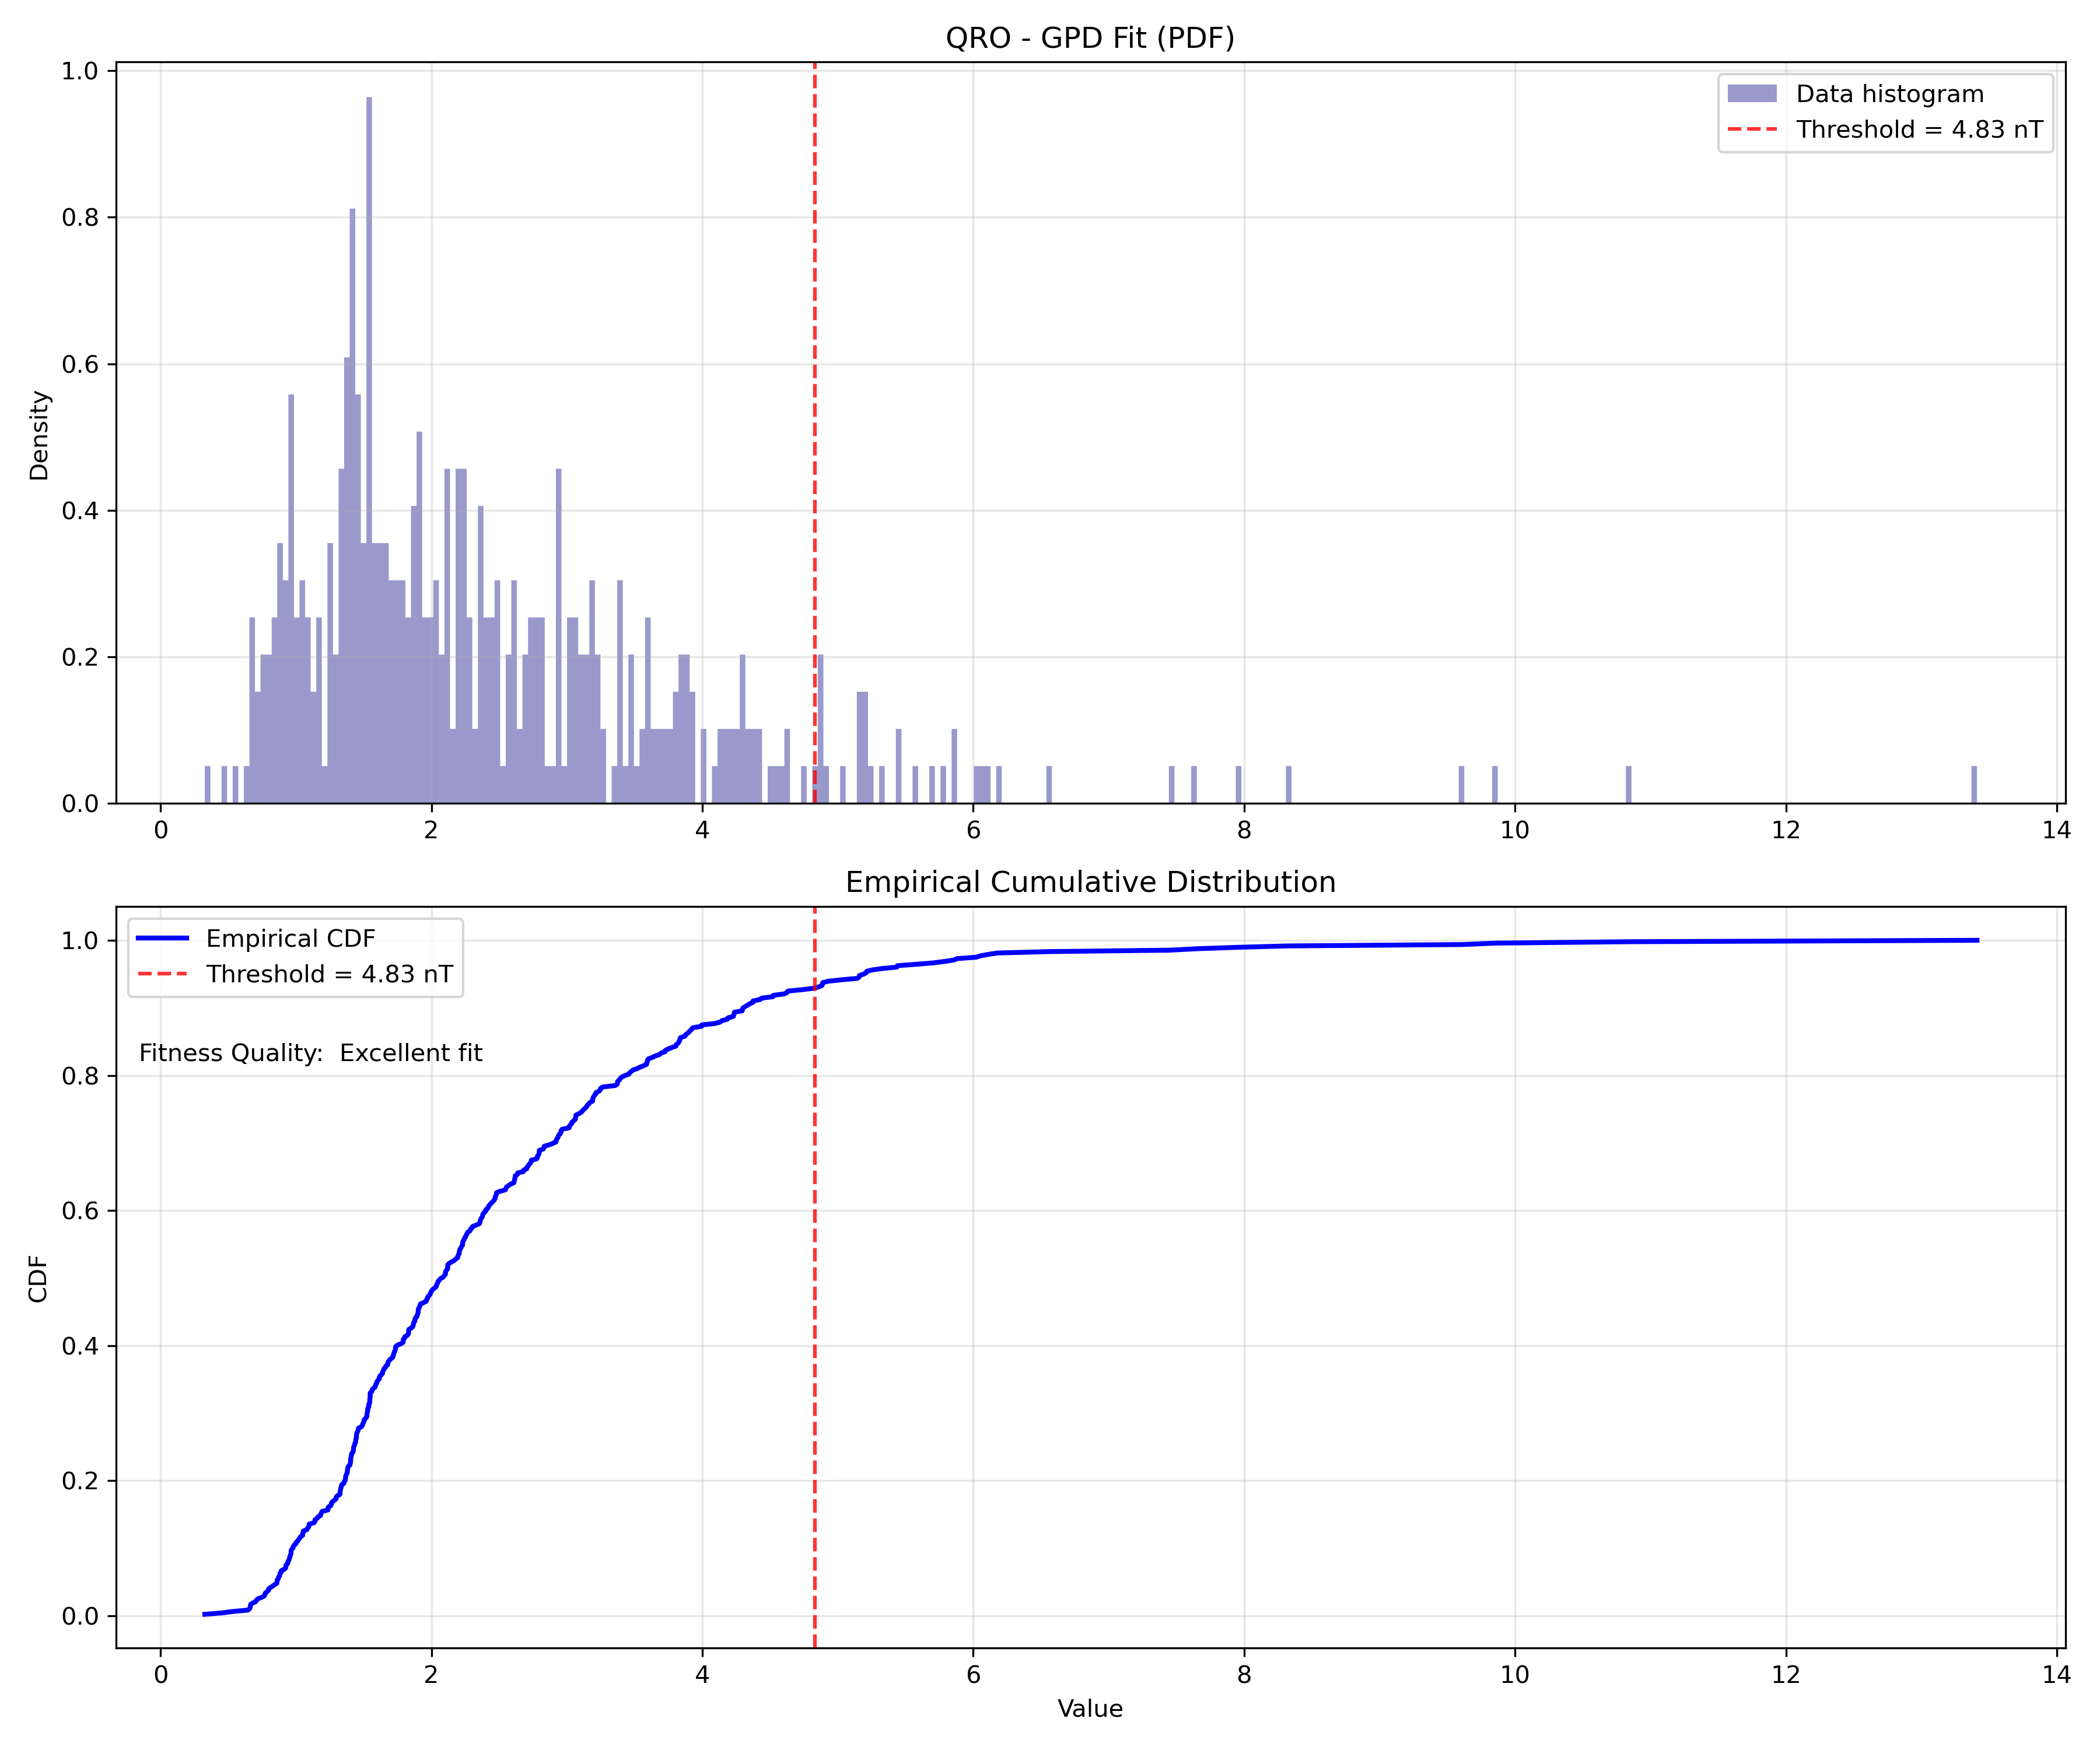 QRO - GPD Fit (PDF)
1.0
0.8
0.6
0.4
0.2
0.0
Density
Data histogram
Threshold = 4.83 nT
0 2 4 6 8 10 12 14
Empirical Cumulative Distribution
1.0
0.8
0.6
0.4
0.2
0.0
CDF
Empirical CDF
Threshold = 4.83 nT
Fitness Quality:  Excellent fit
0 2 4 6 8 10 12 14
Value